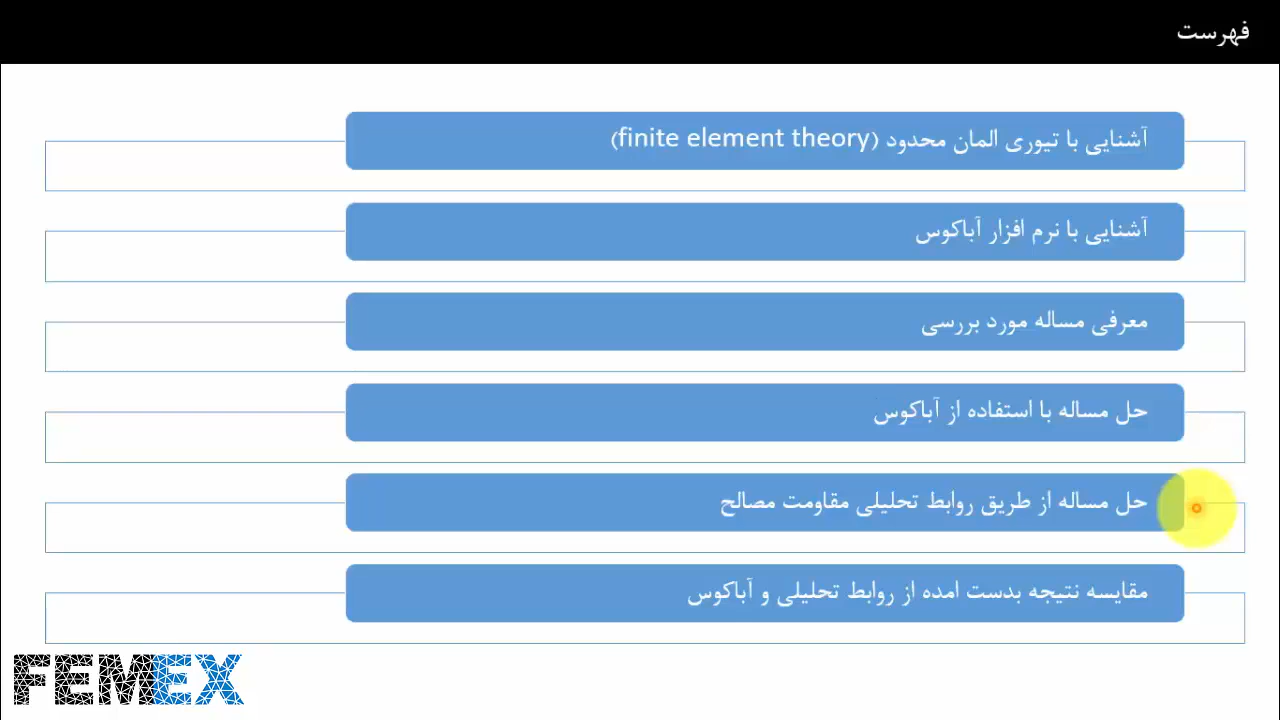 فهرست
آشنایی با تیوری المان محدود (finite element theory)
آشنایی با نرم افزار آباکوس
معرفی مساله مورد بررسی
حل مساله با استفاده از آباکوس
حل مساله از طریق روابط تحلیلی مقاومت مصالح
مقایسه نتیجه بدست امده از روابط تحلیلی و آباکوس
FEMEX